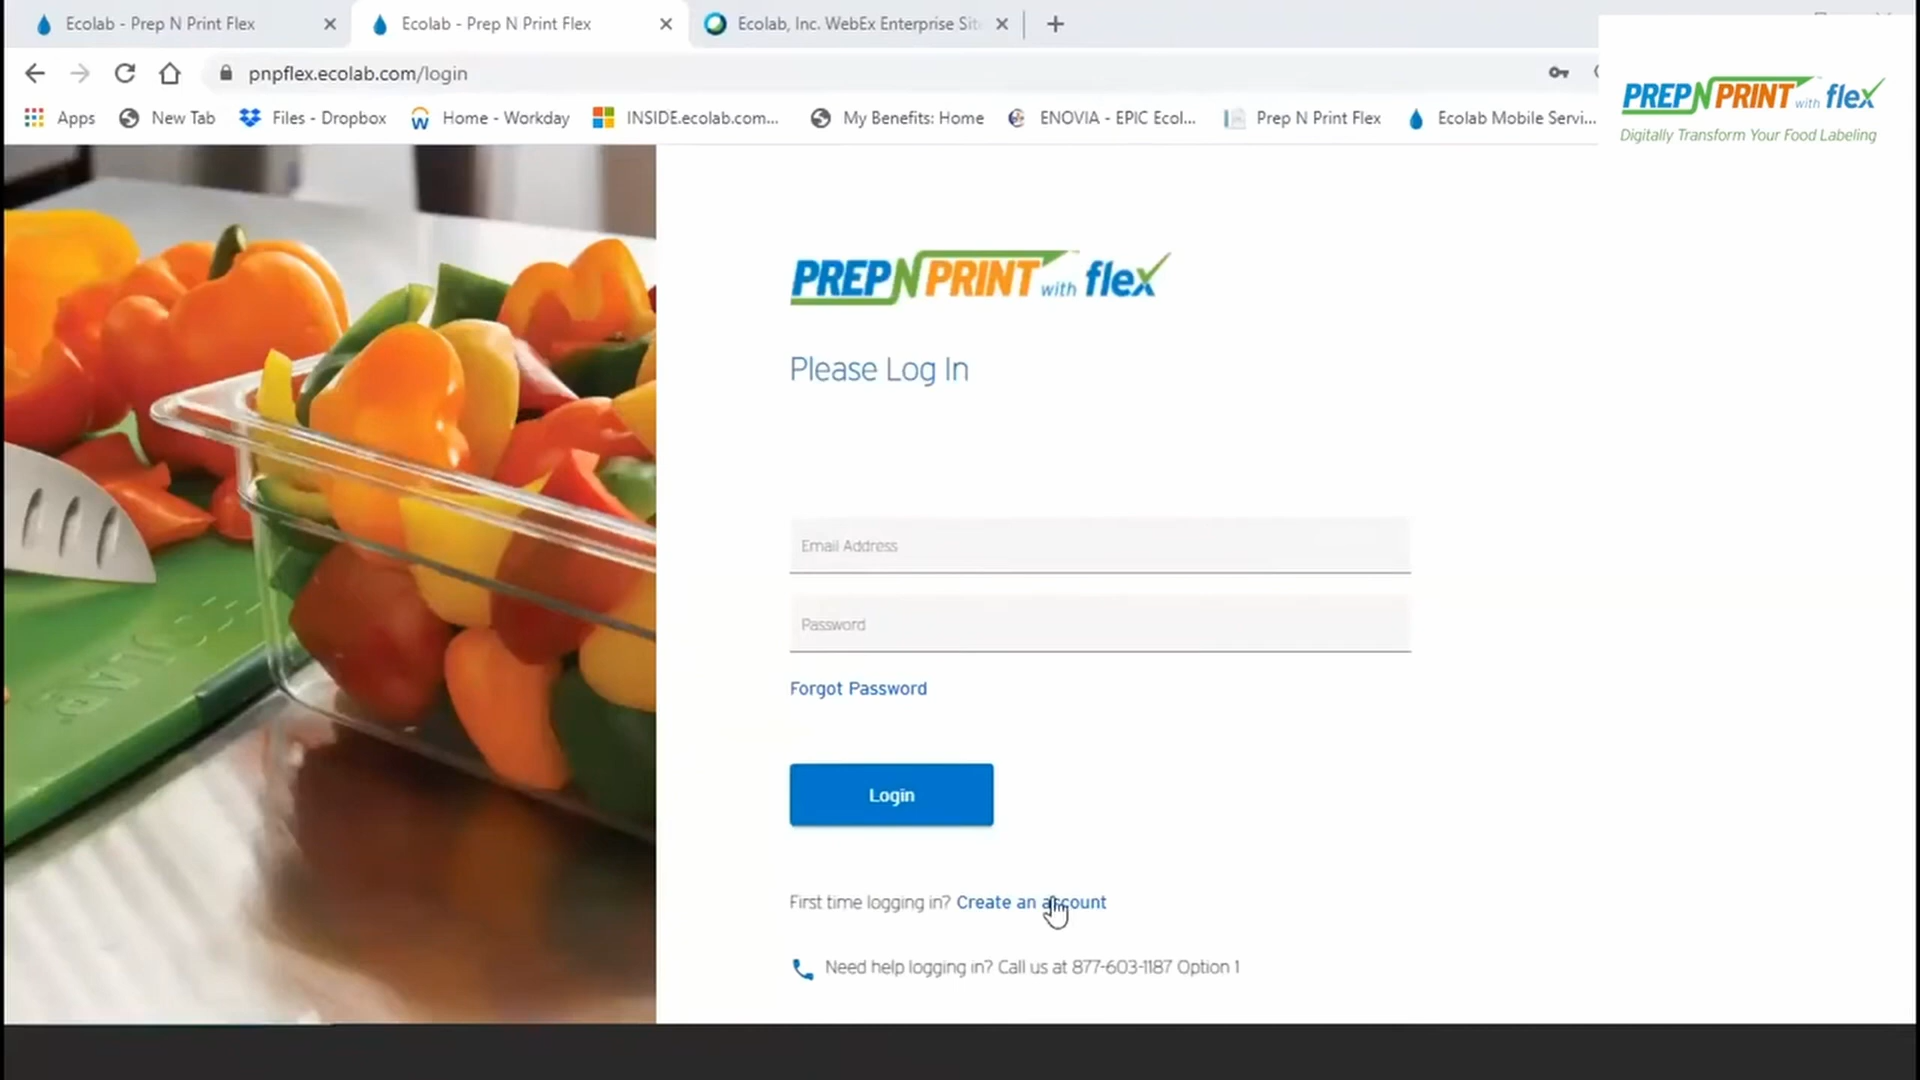 Ecolab - Prep N Print Flex
Ecolab - Prep N Print Flex
Ecolab, Inc. WebEx Enterprise Sit
pnpflex.ecolab.com/login
Apps
New Tab
Files - Dropbox
Home - Workday
INSIDE.ecolab.com...
My Benefits: Home
ENOVIA - EPIC Ecol...
Prep N Print Flex
Ecolab Mobile Servi...
PREP N PRINT with flex
Digitally Transform Your Food Labeling
PREP N PRINT with flex
Please Log In
Email Address
Password
Forgot Password
Login
First time logging in? Create an account
Need help logging in? Call us at 877-603-1187 Option 1